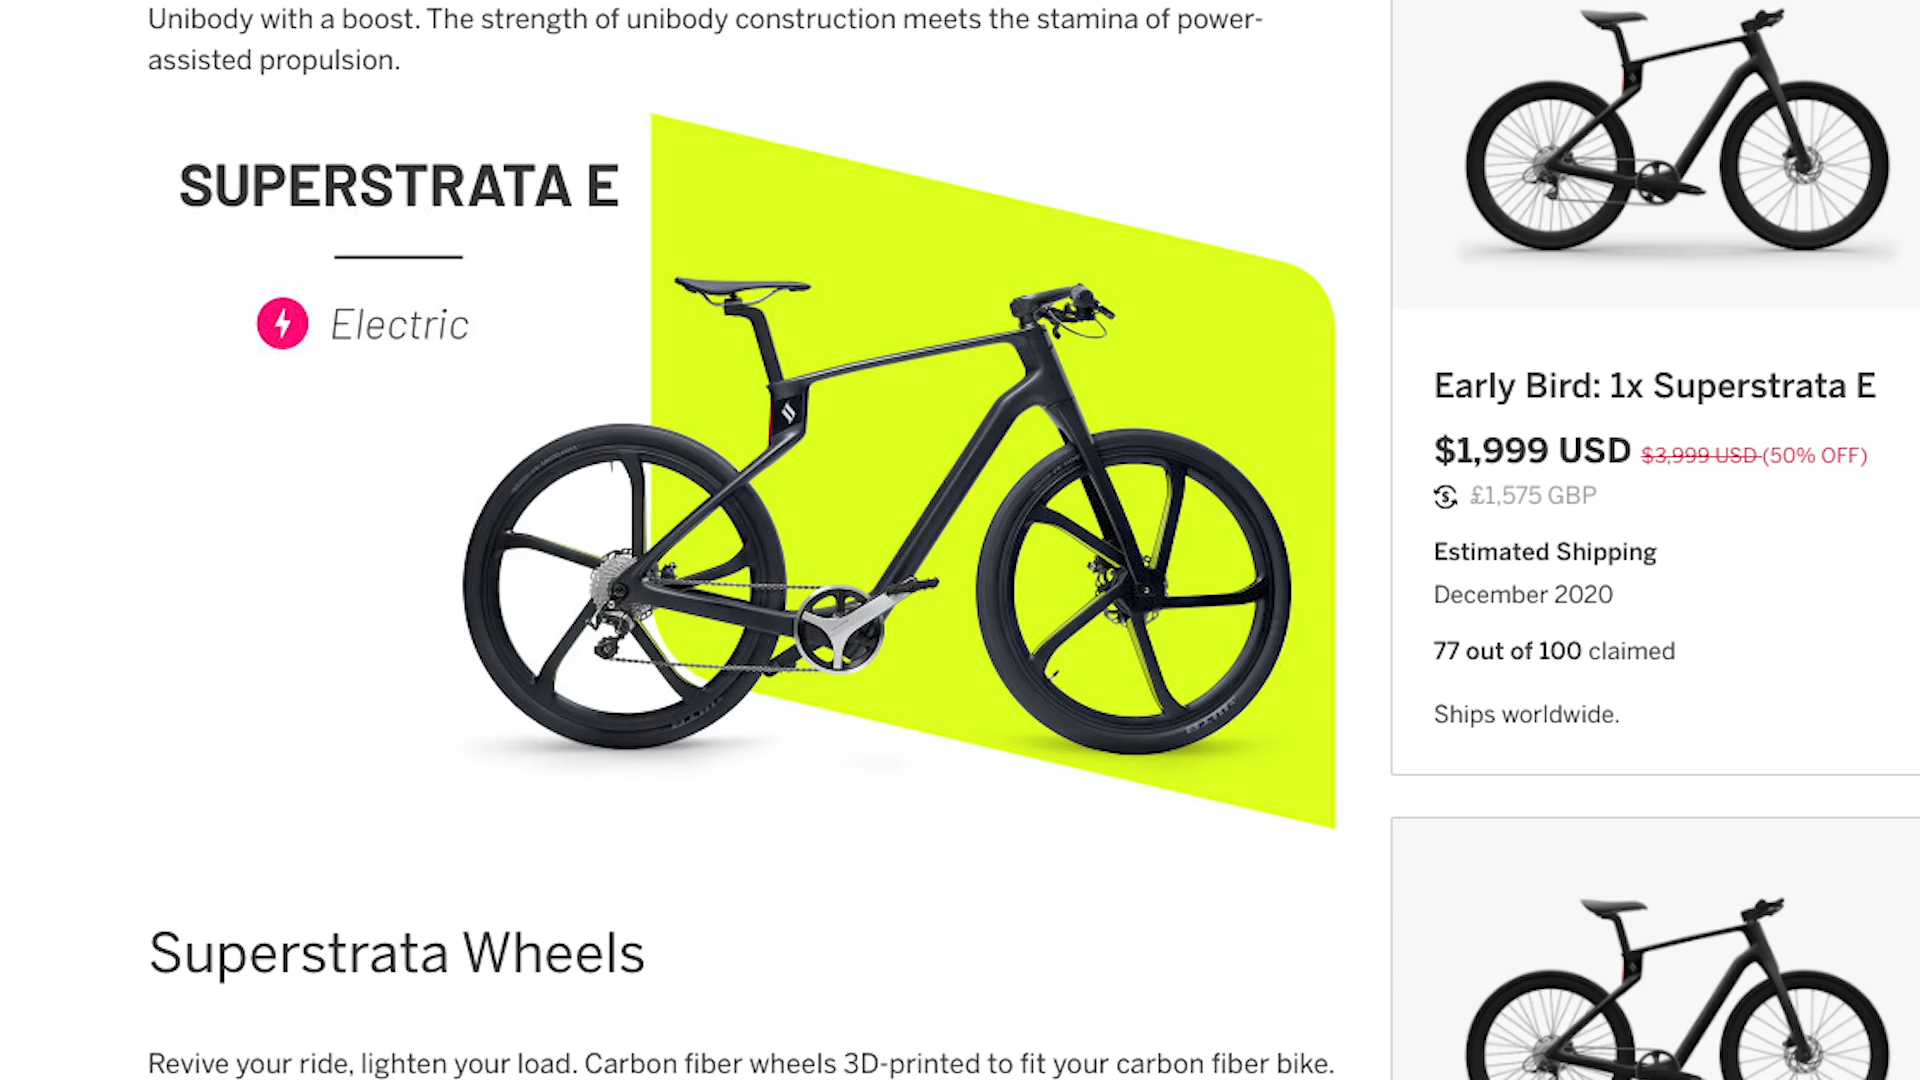 Unibody with a boost. The strength of unibody construction meets the stamina of power-
assisted propulsion.
SUPERSTRATA E
Electric
Superstrata Wheels
Revive your ride, lighten your load. Carbon fiber wheels 3D-printed to fit your carbon fiber bike.
Early Bird: 1x Superstrata E
$1,999 USD $3,999 USD (50% OFF)
£1,575 GBP
Estimated Shipping
December 2020
77 out of 100 claimed
Ships worldwide.